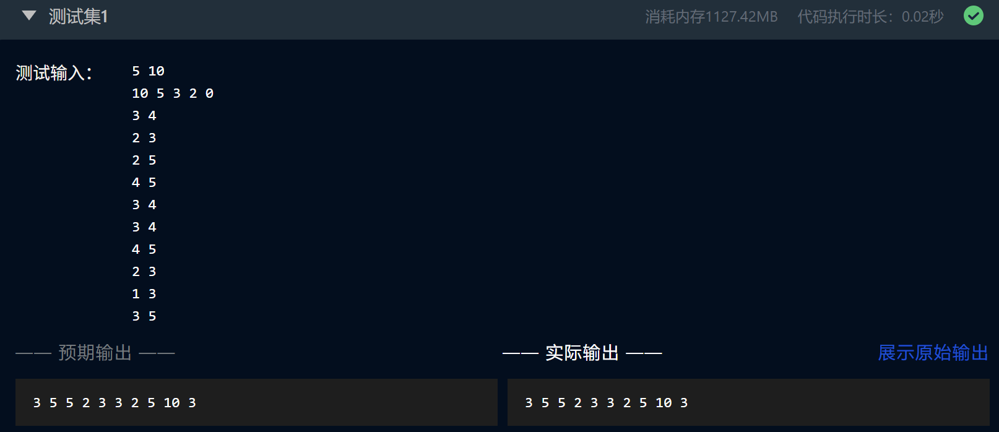 测试集1 消耗内存1127.42MB 代码执行时长：0.02秒
测试输入： 5 10
10 5 3 2 0
3 4
2 3
2 5
4 5
3 4
3 4
4 5
2 3
1 3
3 5
—— 预期输出 —— —— 实际输出 —— 展示原始输出
3 5 5 2 3 3 2 5 10 3 3 5 5 2 3 3 2 5 10 3